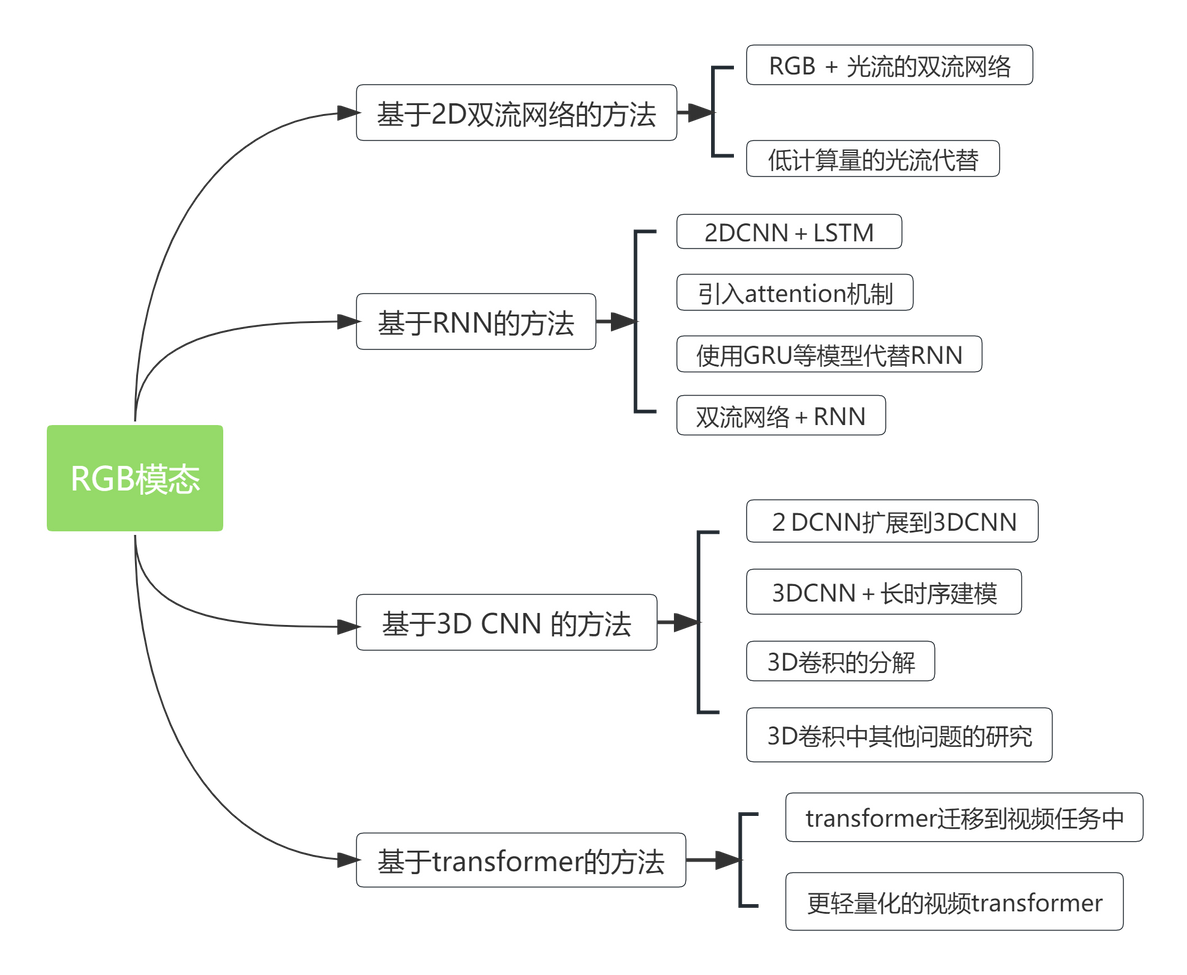 RGB模态
基于2D双流网络的方法
RGB + 光流的双流网络
低计算量的光流代替
基于RNN的方法
2DCNN + LSTM
引入attention机制
使用GRU等模型代替RNN
双流网络 + RNN
基于3D CNN 的方法
2 DCNN扩展到3DCNN
3DCNN + 长时序建模
3D卷积的分解
3D卷积中其他问题的研究
基于transformer的方法
transformer迁移到视频任务中
更轻量化的视频transformer